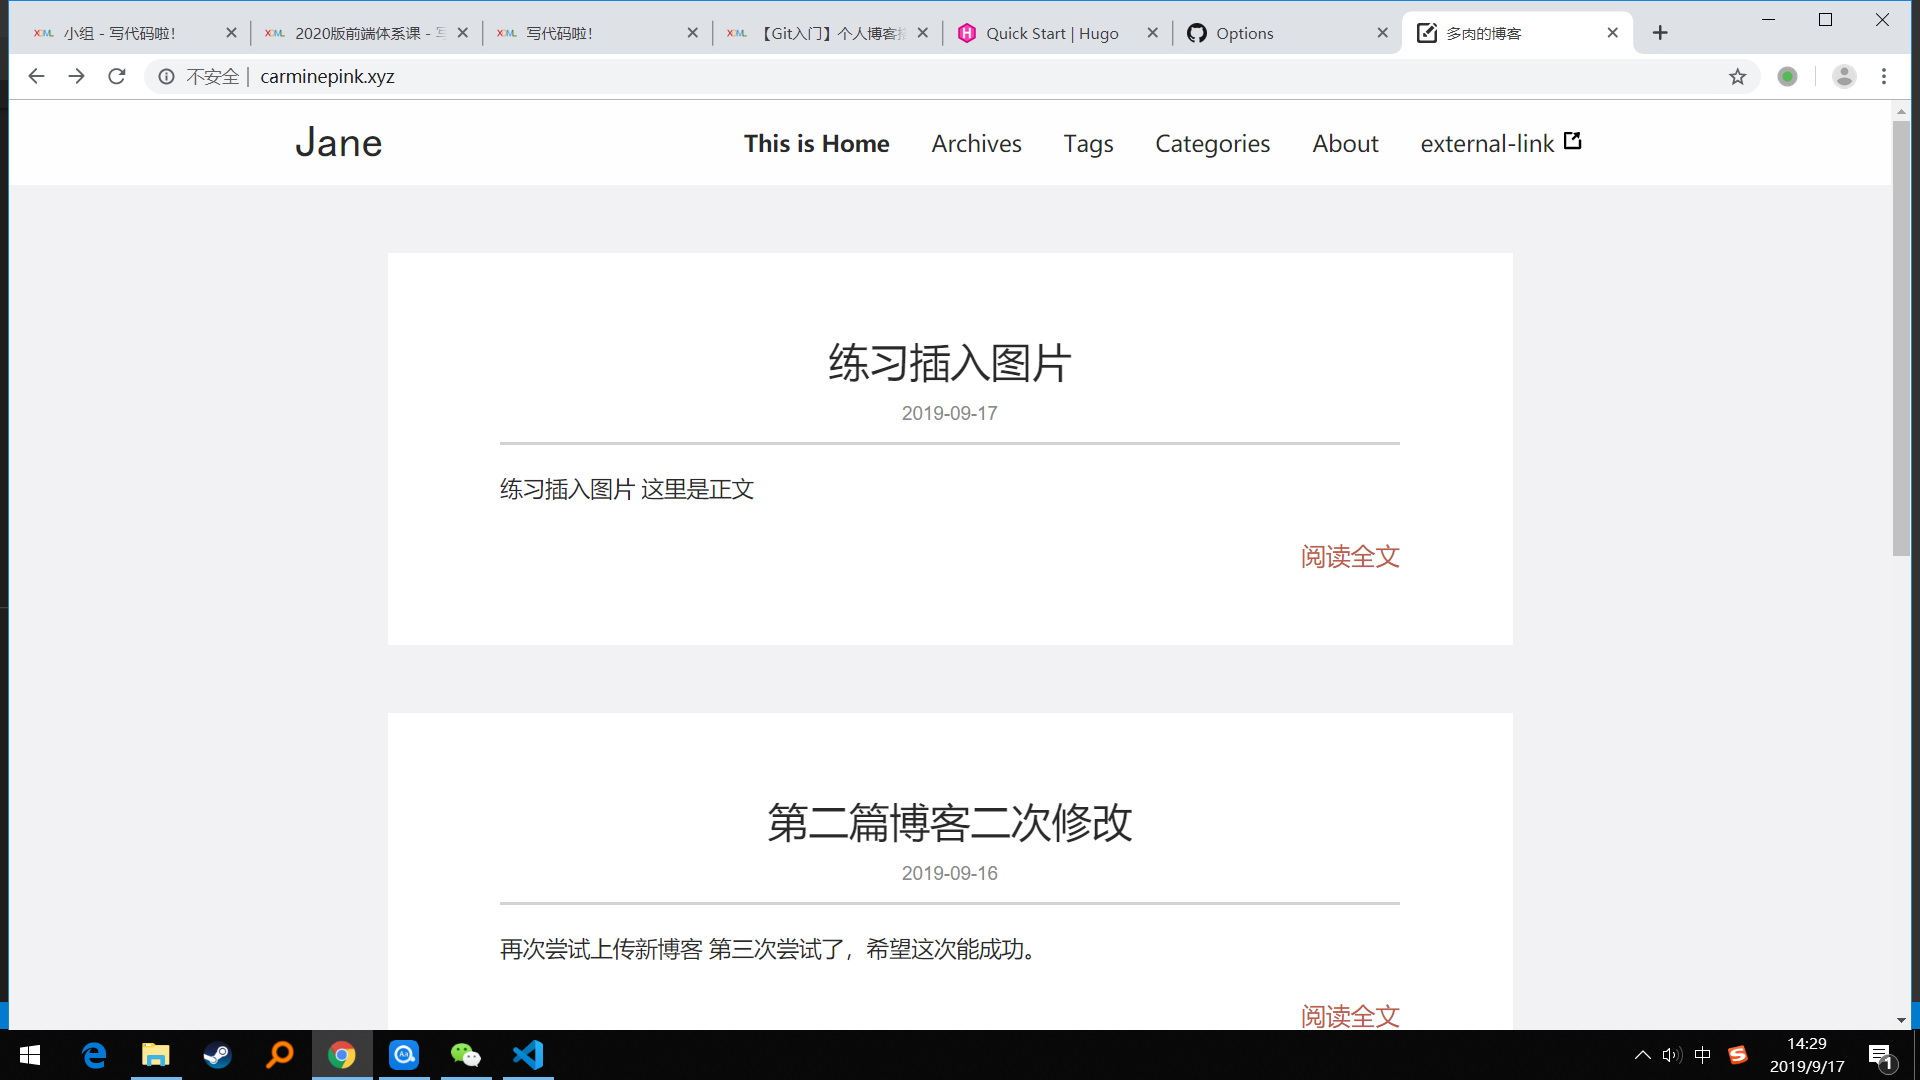 小组 - 写代码啦!
2020版前端体系课 - 写
写代码啦!
【Git入门】个人博客搭
Quick Start | Hugo
Options
多肉的博客
不安全 | carminepink.xyz
Jane
This is Home
Archives
Tags
Categories
About
external-link
练习插入图片
2019-09-17
练习插入图片 这里是正文
阅读全文
第二篇博客二次修改
2019-09-16
再次尝试上传新博客 第三次尝试了，希望这次能成功。
阅读全文
中
14:29
2019/9/17
1